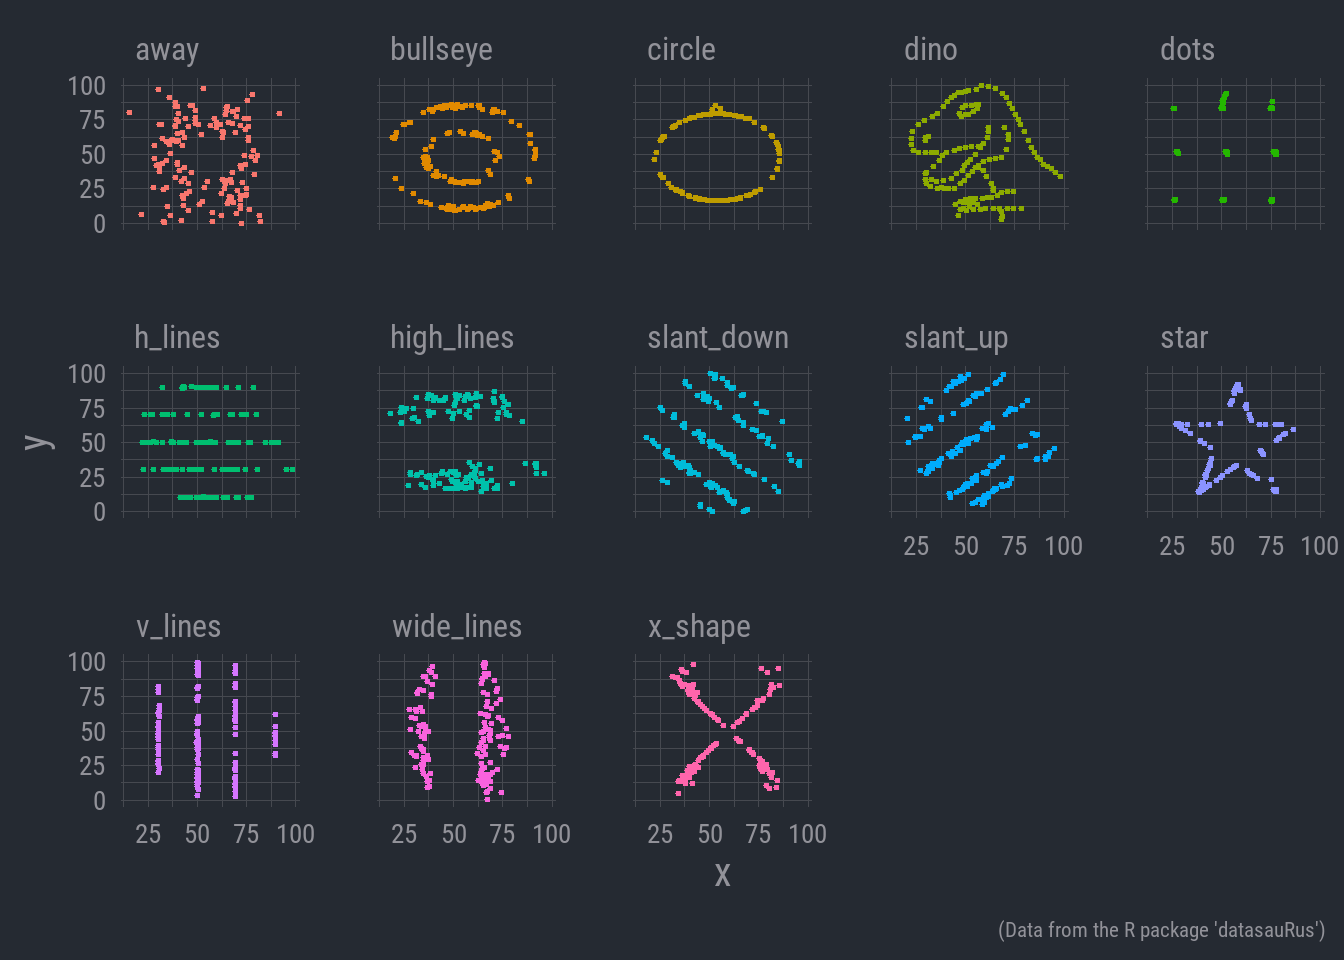 away bullseye circle dino dots
100
75
50
25
0
h_lines high_lines slant_down slant_up star
100
75
y
50
25
0
25 50 75 100 25 50 75 100
v_lines wide_lines x_shape
100
75
50
25
0
25 50 75 100 25 50 75 100 25 50 75 100
x
(Data from the R package 'datasauRus')